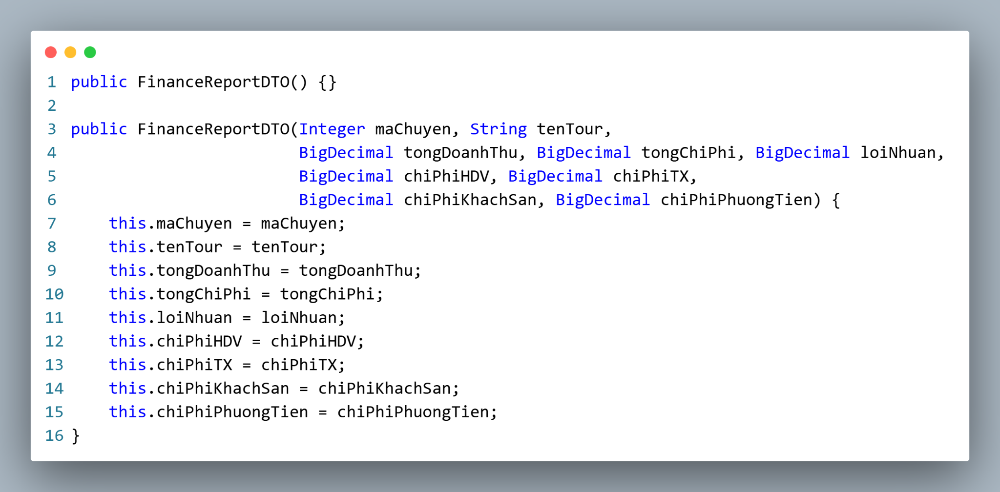 1 public FinanceReportDTO() {}
2
3 public FinanceReportDTO(Integer maChuyen, String tenTour,
4                         BigDecimal tongDoanhThu, BigDecimal tongChiPhi, BigDecimal loiNhuan,
5                         BigDecimal chiPhiHDV, BigDecimal chiPhiTX,
6                         BigDecimal chiPhiKhachSan, BigDecimal chiPhiPhuongTien) {
7     this.maChuyen = maChuyen;
8     this.tenTour = tenTour;
9     this.tongDoanhThu = tongDoanhThu;
10     this.tongChiPhi = tongChiPhi;
11     this.loiNhuan = loiNhuan;
12     this.chiPhiHDV = chiPhiHDV;
13     this.chiPhiTX = chiPhiTX;
14     this.chiPhiKhachSan = chiPhiKhachSan;
15     this.chiPhiPhuongTien = chiPhiPhuongTien;
16 }